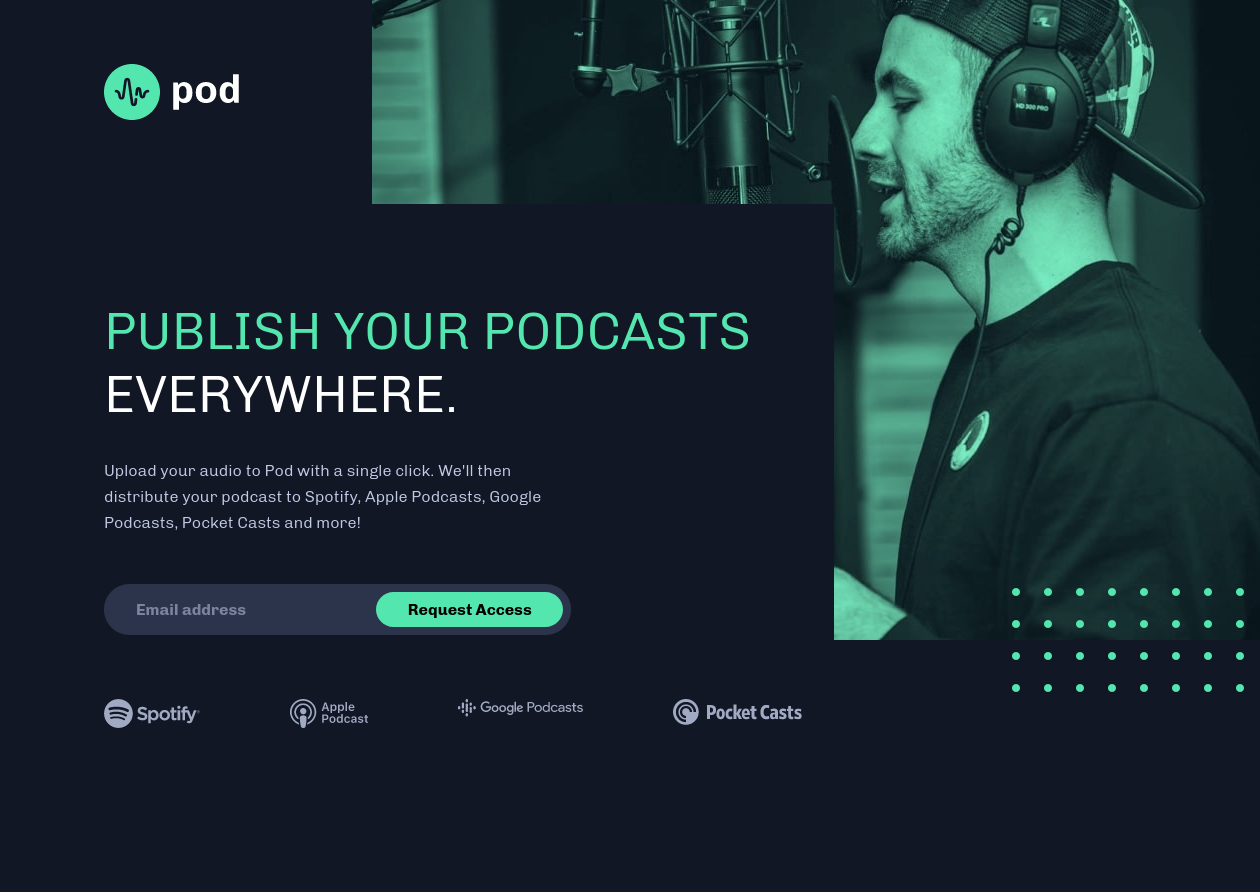 pod
HD 300 PRO
PUBLISH YOUR PODCASTS
EVERYWHERE.
Upload your audio to Pod with a single click. We'll then
distribute your podcast to Spotify, Apple Podcasts, Google
Podcasts, Pocket Casts and more!
Email address
Request Access
Spotify
Apple
Podcast
Google Podcasts
Pocket Casts